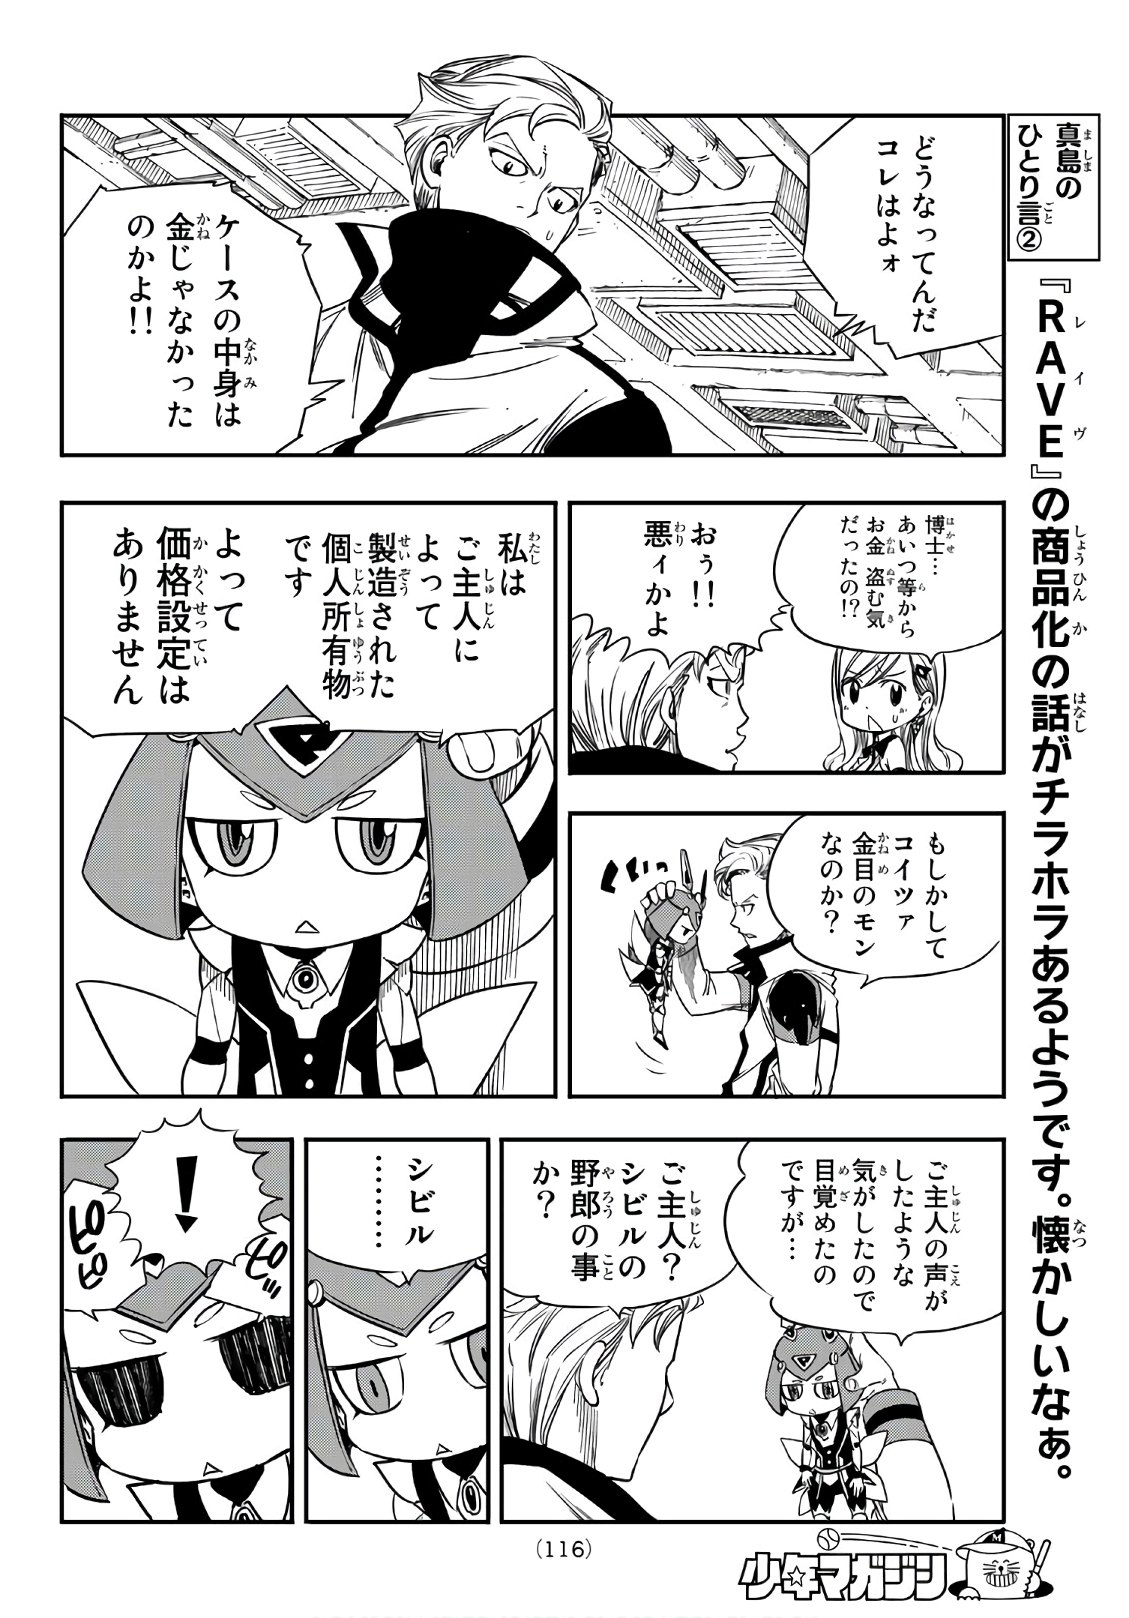 真島の
ひとり言②
『RAVE』の商品化の話がチラホラあるようです。懐かしいなぁ。
どうなってんだ
コレはよォ
ケースの中身は
金じゃなかった
のかよ!!
博士…
あいつ等から
お金盗む気
だったの!?
おぅ!!
悪ィかよ
もしかして
コイツァ
金目のモン
なのか?
私は
ご主人に
よって
製造された
個人所有物
です
よって
価格設定は
ありません
ご主人の声が
したような
気がしたので
目覚めたの
ですが…
ご主人?
シビルの
野郎の事
か?
シビル
………
!
ピピッ
ピピ
(116)
少年マガジン
M